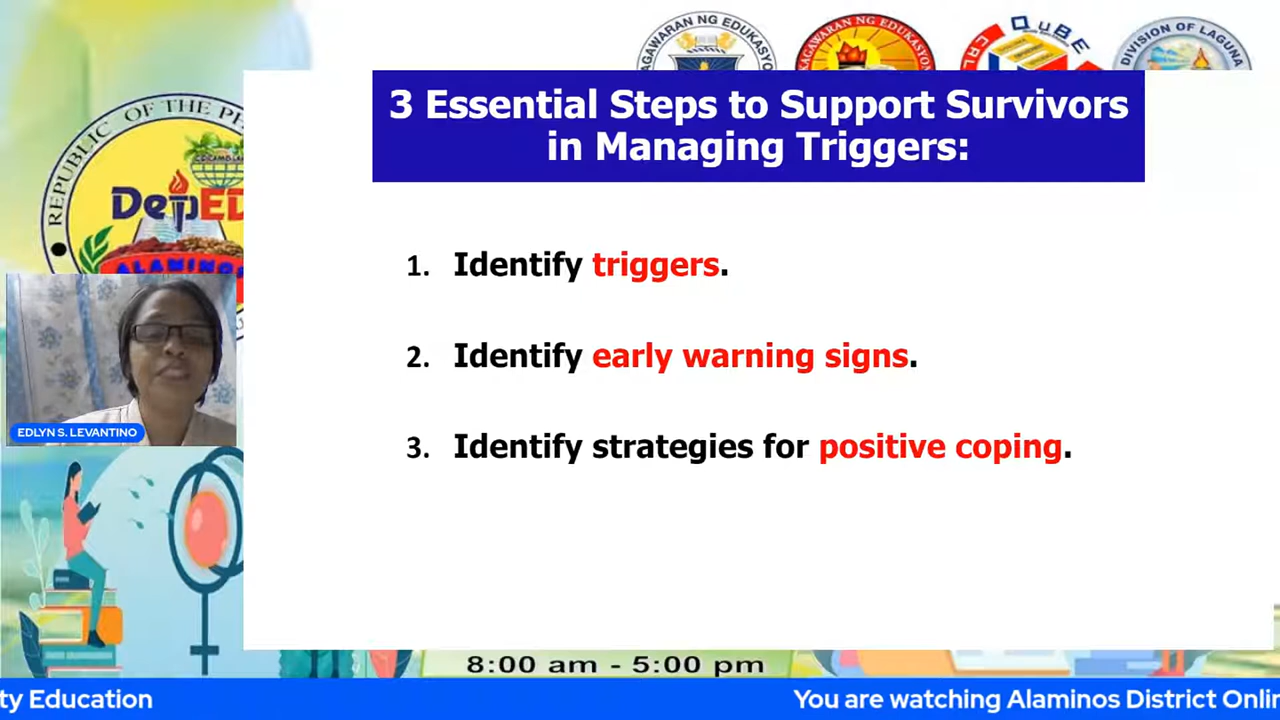 KAGAWARAN NG EDUKASYON
KAGAWARAN NG EDUKASYON
QUBE
CRL
DIVISION OF LAGUNA
REPUBLIC OF THE PH
DepED
ALAMINOS
3 Essential Steps to Support Survivors
in Managing Triggers:
1. Identify triggers.
2. Identify early warning signs.
3. Identify strategies for positive coping.
EDLYN S. LEVANTINO
8:00 am - 5:00 pm
ty Education
You are watching Alaminos District Onlin